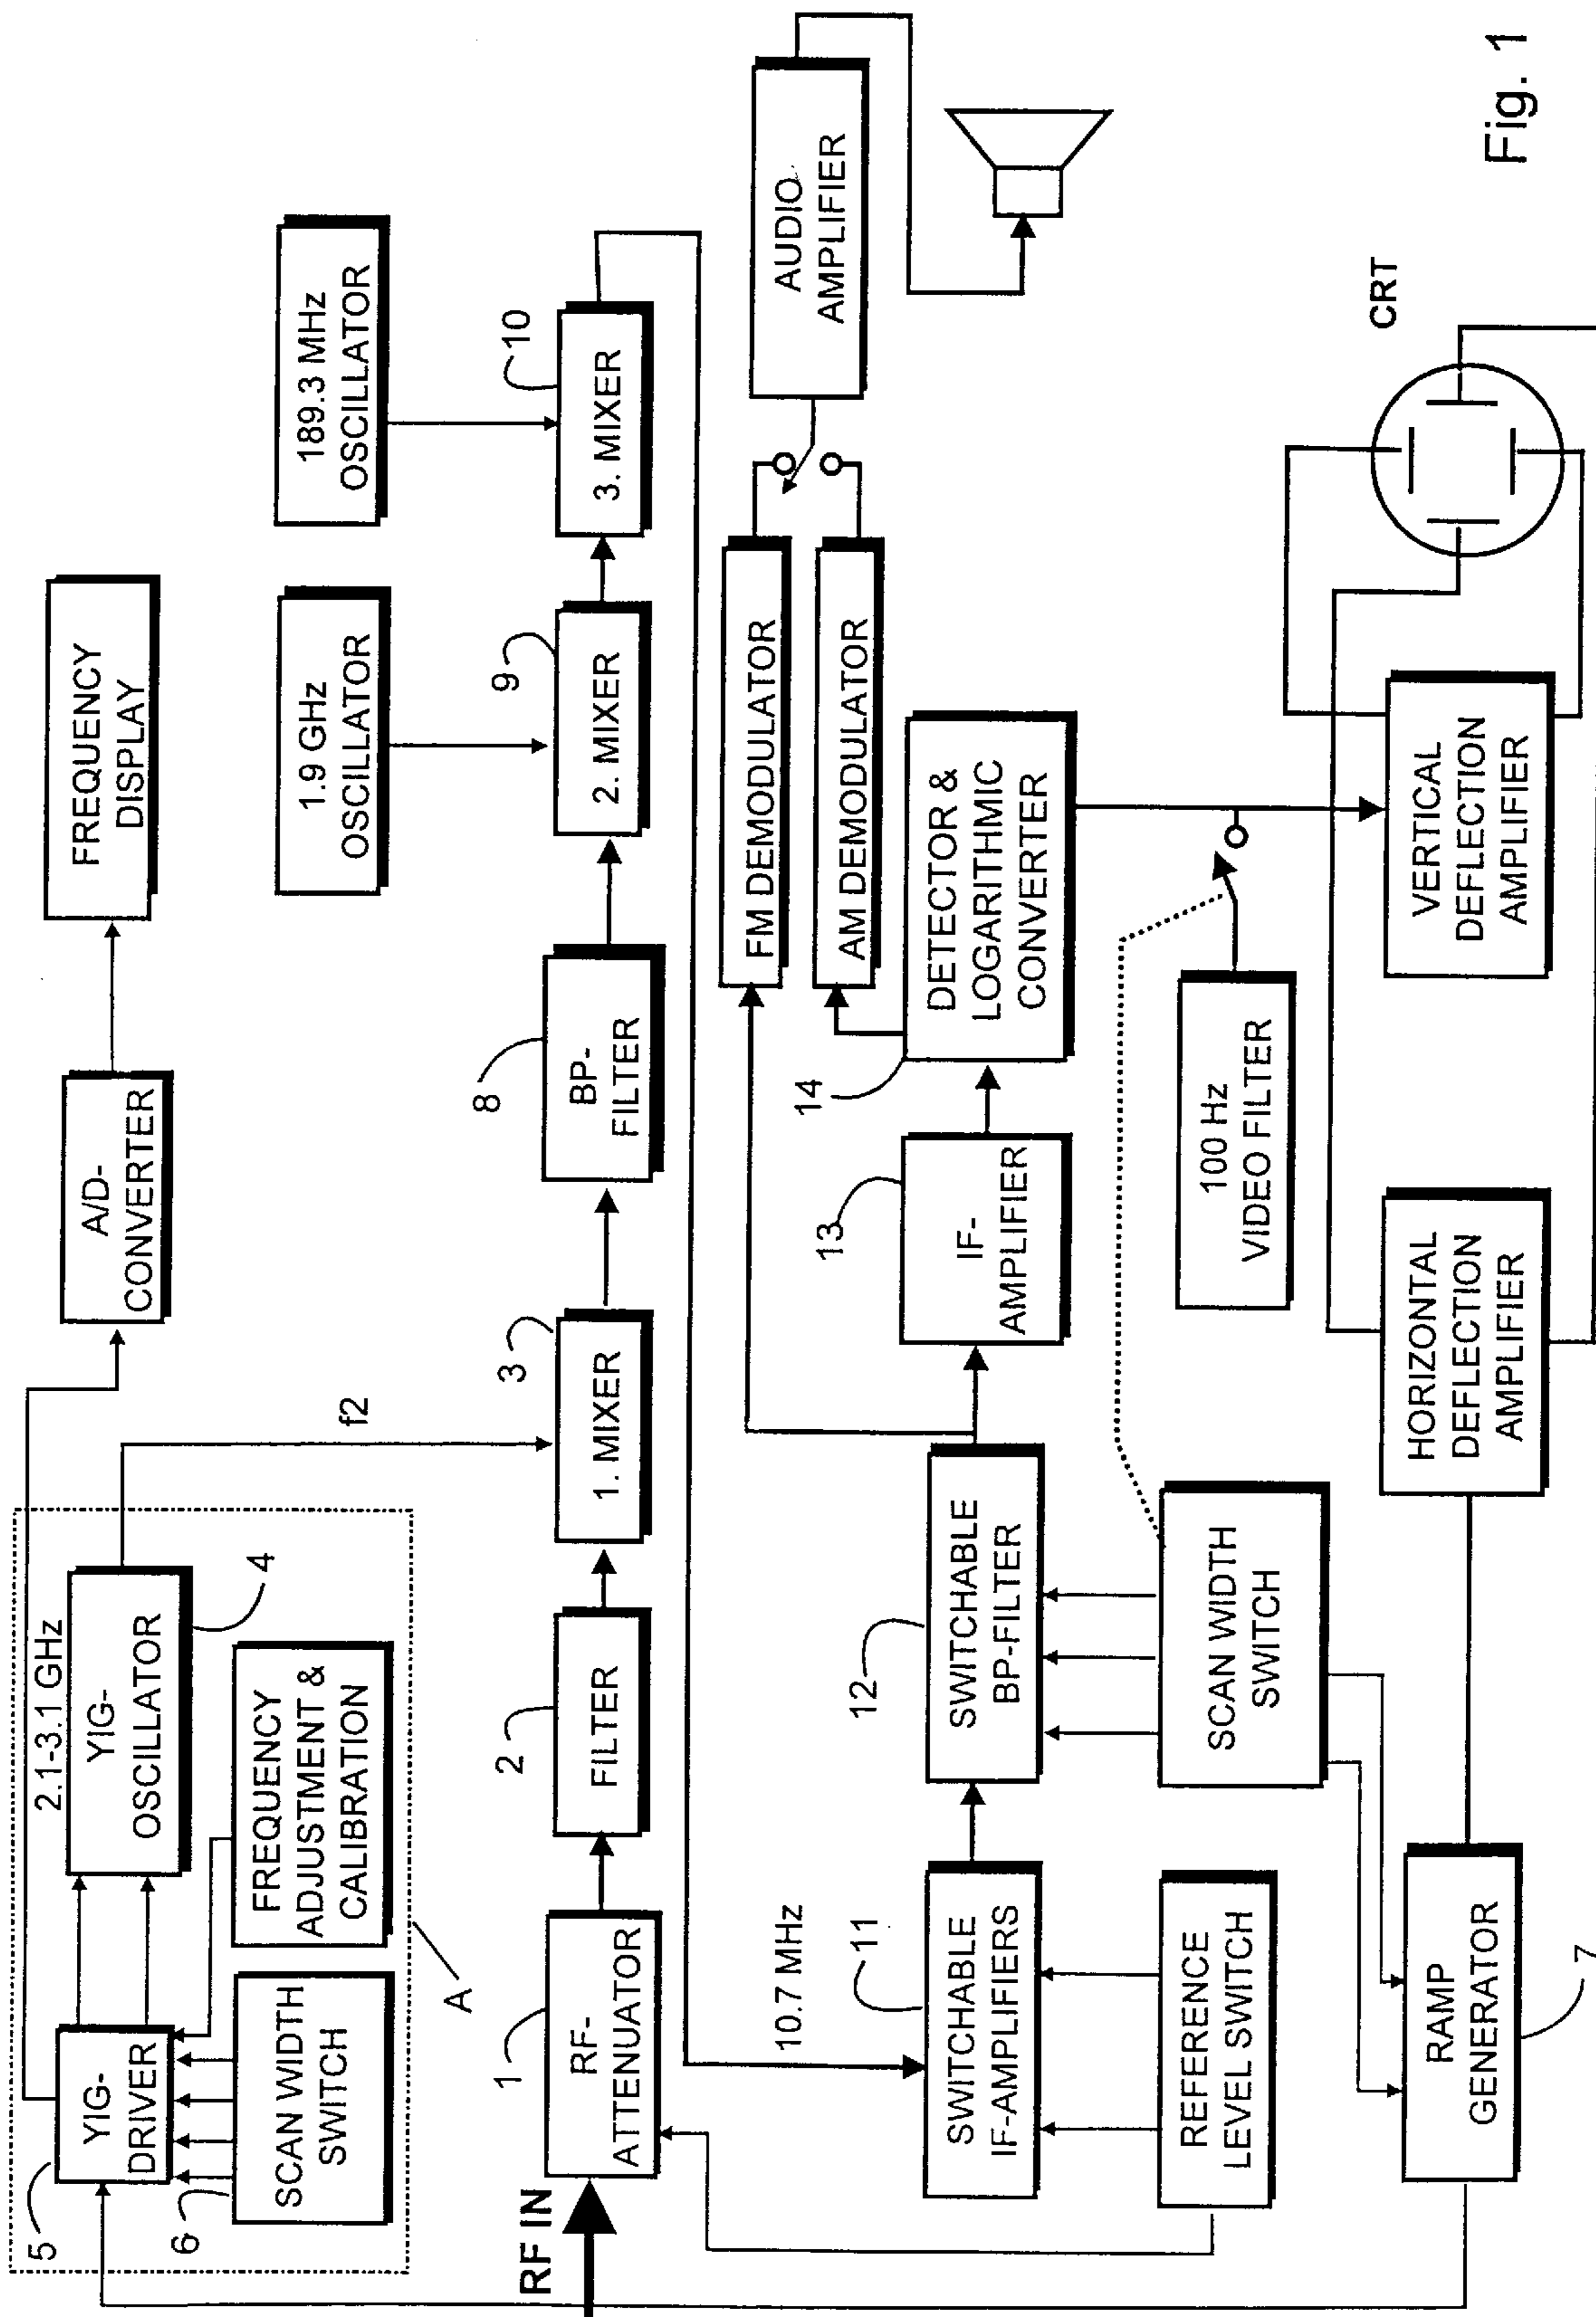 2.1-3.1 GHz
5
YIG-
DRIVER
YIG-
OSCILLATOR
4
6
SCAN WIDTH
SWITCH
FREQUENCY
ADJUSTMENT &
CALIBRATION
A
f2
A/D-
CONVERTER
FREQUENCY
DISPLAY
1.9 GHz
OSCILLATOR
189.3 MHz
OSCILLATOR
RF IN
1
RF-
ATTENUATOR
2
FILTER
3
1. MIXER
8
BP-
FILTER
9
2. MIXER
10
3. MIXER
10.7 MHz
11
SWITCHABLE
IF-AMPLIFIERS
12
SWITCHABLE
BP-FILTER
13
IF-
AMPLIFIER
14
DETECTOR &
LOGARITHMIC
CONVERTER
FM DEMODULATOR
AM DEMODULATOR
AUDIO
AMPLIFIER
REFERENCE
LEVEL SWITCH
SCAN WIDTH
SWITCH
100 Hz
VIDEO FILTER
RAMP
GENERATOR
7
HORIZONTAL
DEFLECTION
AMPLIFIER
VERTICAL
DEFLECTION
AMPLIFIER
CRT
Fig. 1